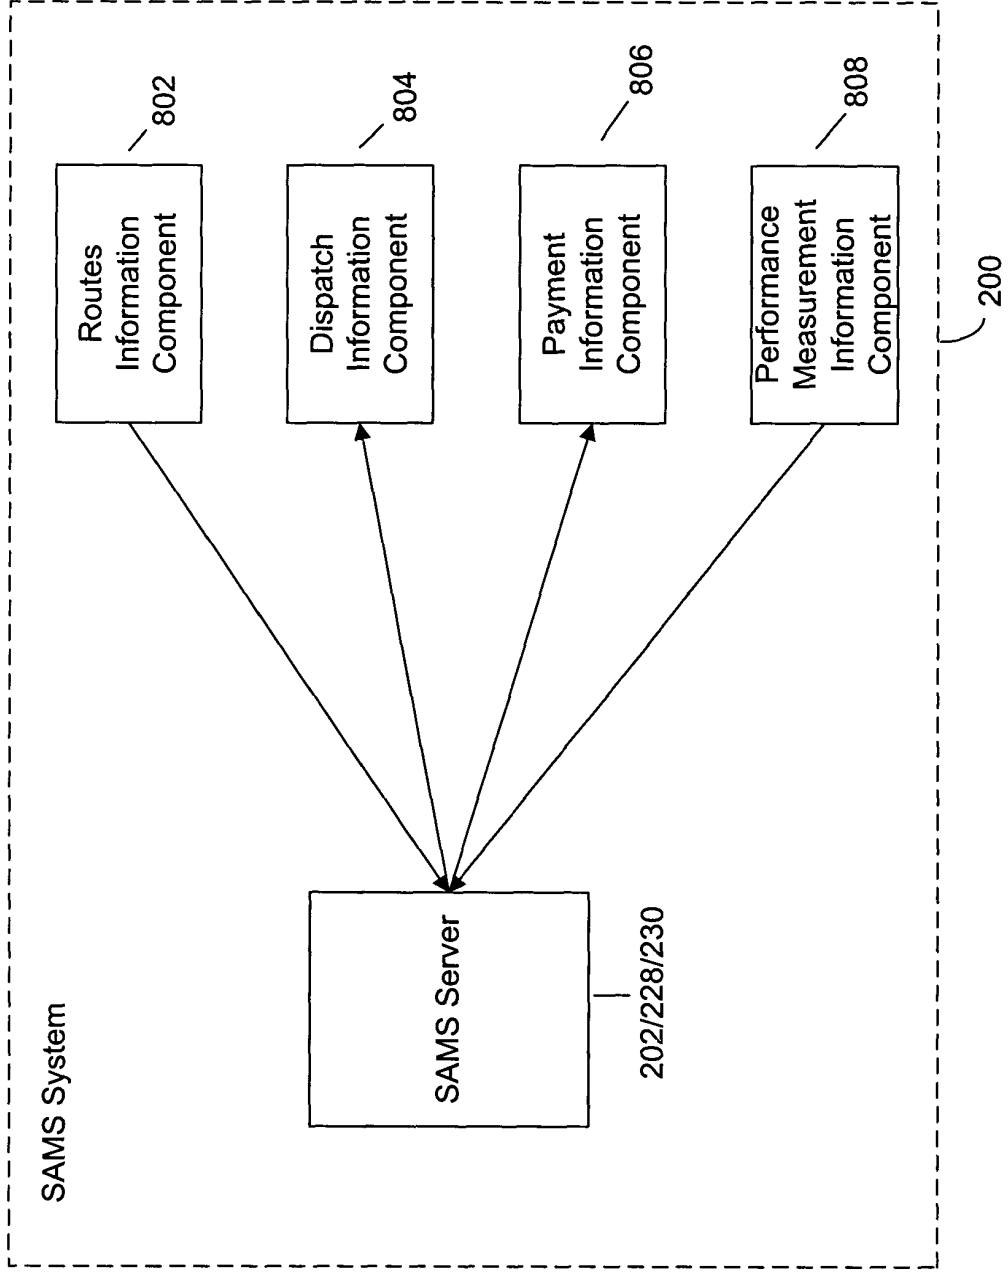 SAMS System
SAMS Server
202/228/230
Routes
Information
Component
802
Dispatch
Information
Component
804
Payment
Information
Component
806
Performance
Measurement
Information
Component
808
200